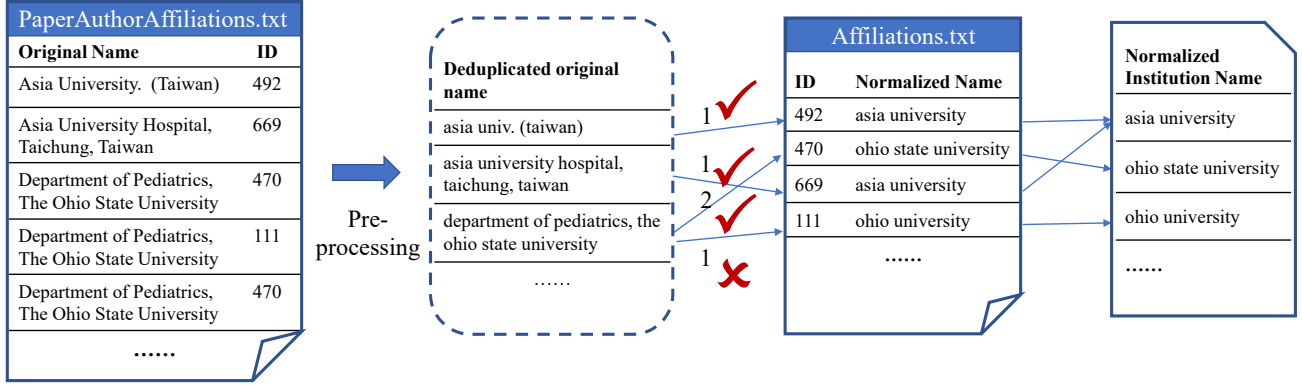 PaperAuthorAffiliations.txt
Original Name ID
Asia University. (Taiwan) 492
Asia University Hospital,
Taichung, Taiwan 669
Department of Pediatrics,
The Ohio State University 470
Department of Pediatrics,
The Ohio State University 111
Department of Pediatrics,
The Ohio State University 470
......
Pre-
processing
Deduplicated original
name
asia univ. (taiwan)
asia university hospital,
taichung, taiwan
department of pediatrics, the
ohio state university
......
1
1
2
1
Affiliations.txt
ID Normalized Name
492 asia university
470 ohio state university
669 asia university
111 ohio university
......
Normalized
Institution Name
asia university
ohio state university
ohio university
......